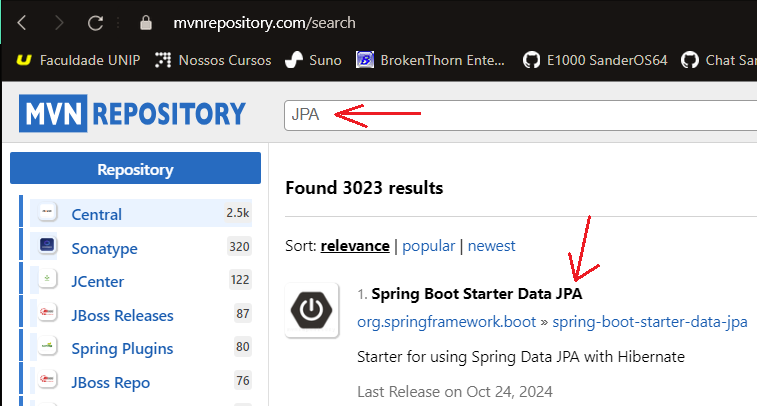 mvnrepository.com/search
Faculdade UNIP Nossos Cursos Suno BrokenThorn Ente... E1000 SanderOS64 Chat San
MVN REPOSITORY
JPA
Repository
Central 2.5k
Sonatype 320
JCenter 122
JBoss Releases 87
Spring Plugins 80
JBoss Repo 76
Found 3023 results
Sort: relevance | popular | newest
1. Spring Boot Starter Data JPA
org.springframework.boot » spring-boot-starter-data-jpa
Starter for using Spring Data JPA with Hibernate
Last Release on Oct 24, 2024